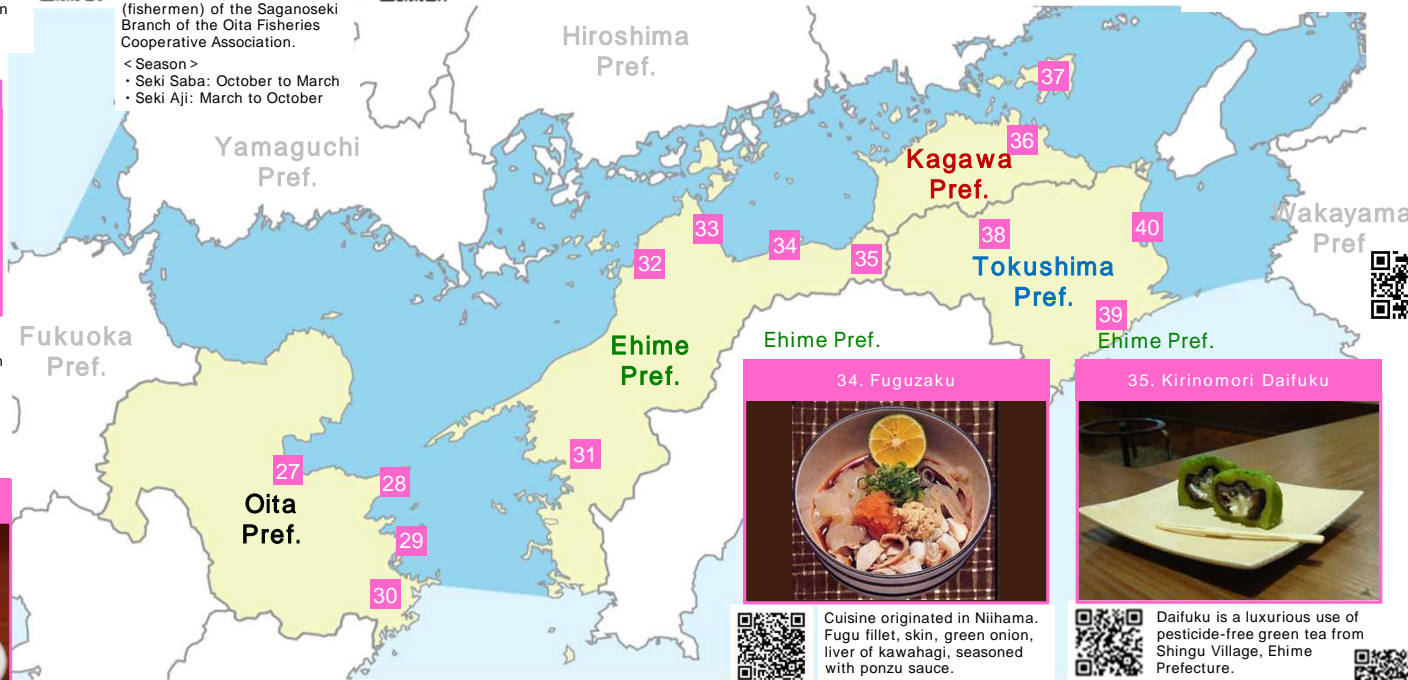 (fishermen) of the Saganoseki
Branch of the Oita Fisheries
Cooperative Association.
<Season>
・Seki Saba: October to March
・Seki Aji: March to October
Hiroshima
Pref.
Yamaguchi
Pref.
Fukuoka
Pref.
Wakayama
Pref
Kagawa
Pref.
Tokushima
Pref.
Ehime
Pref.
Oita
Pref.
37
36
33
34
35
32
38
40
39
31
27
28
29
30
Ehime Pref.
34. Fuguzaku
Cuisine originated in Niihama.
Fugu fillet, skin, green onion,
liver of kawahagi, seasoned
with ponzu sauce.
Ehime Pref.
35. Kirinomori Daifuku
Daifuku is a luxurious use of
pesticide-free green tea from
Shingu Village, Ehime
Prefecture.